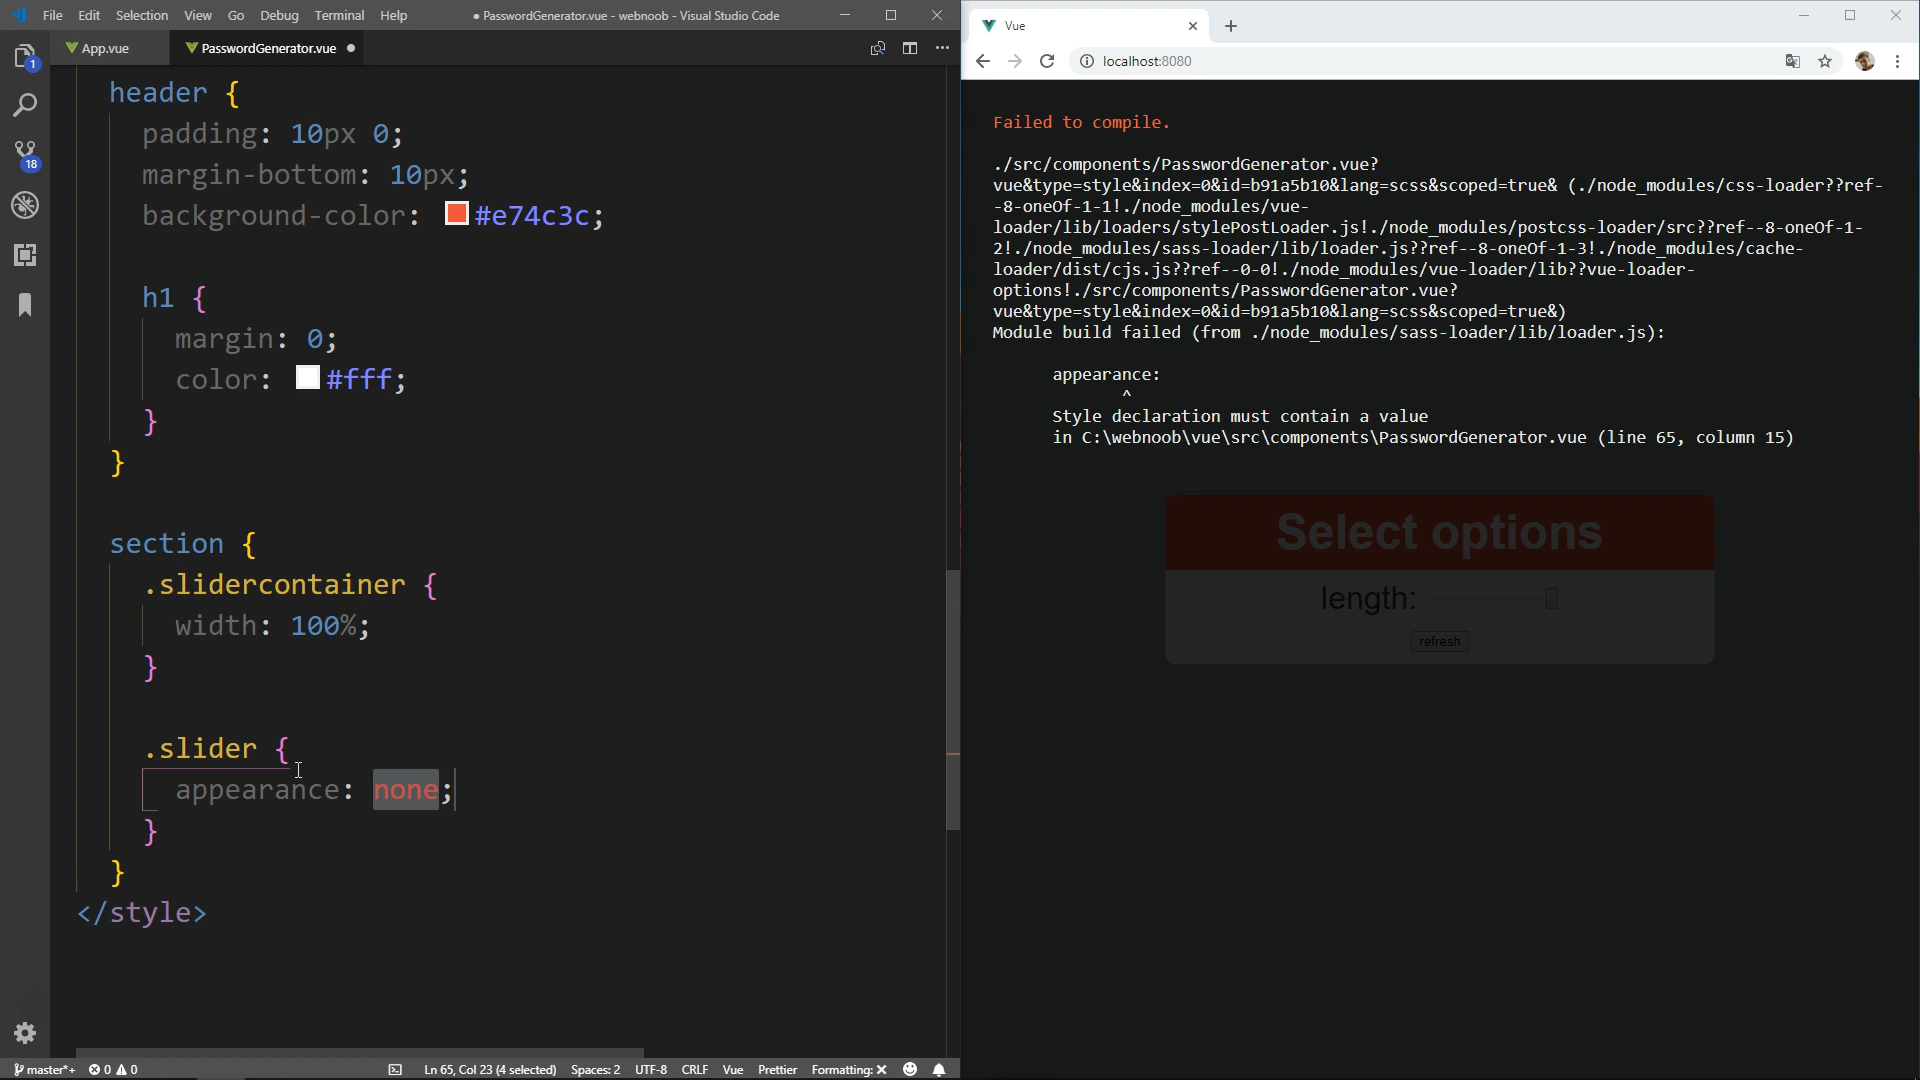 File Edit Selection View Go Debug Terminal Help
● PasswordGenerator.vue - webnoob - Visual Studio Code
App.vue
PasswordGenerator.vue
1
18
header {
padding: 10px 0;
margin-bottom: 10px;
background-color: #e74c3c;
h1 {
margin: 0;
color: #fff;
}
}
section {
.slidercontainer {
width: 100%;
}
.slider {
appearance: none;
}
}
</style>
master*+ 0 0 Ln 65, Col 23 (4 selected) Spaces: 2 UTF-8 CRLF Vue Prettier Formatting: ✕
Vue
localhost:8080
Failed to compile.
./src/components/PasswordGenerator.vue?
vue&type=style&index=0&id=b91a5b10&lang=scss&scoped=true& (./node_modules/css-loader??ref-
-8-oneOf-1-1!./node_modules/vue-
loader/lib/loaders/stylePostLoader.js!./node_modules/postcss-loader/src??ref--8-oneOf-1-
2!./node_modules/sass-loader/lib/loader.js??ref--8-oneOf-1-3!./node_modules/cache-
loader/dist/cjs.js??ref--0-0!./node_modules/vue-loader/lib??vue-loader-
options!./src/components/PasswordGenerator.vue?
vue&type=style&index=0&id=b91a5b10&lang=scss&scoped=true&)
Module build failed (from ./node_modules/sass-loader/lib/loader.js):
appearance:
^
Style declaration must contain a value
in C:\webnoob\vue\src\components\PasswordGenerator.vue (line 65, column 15)
Select options
length:
refresh